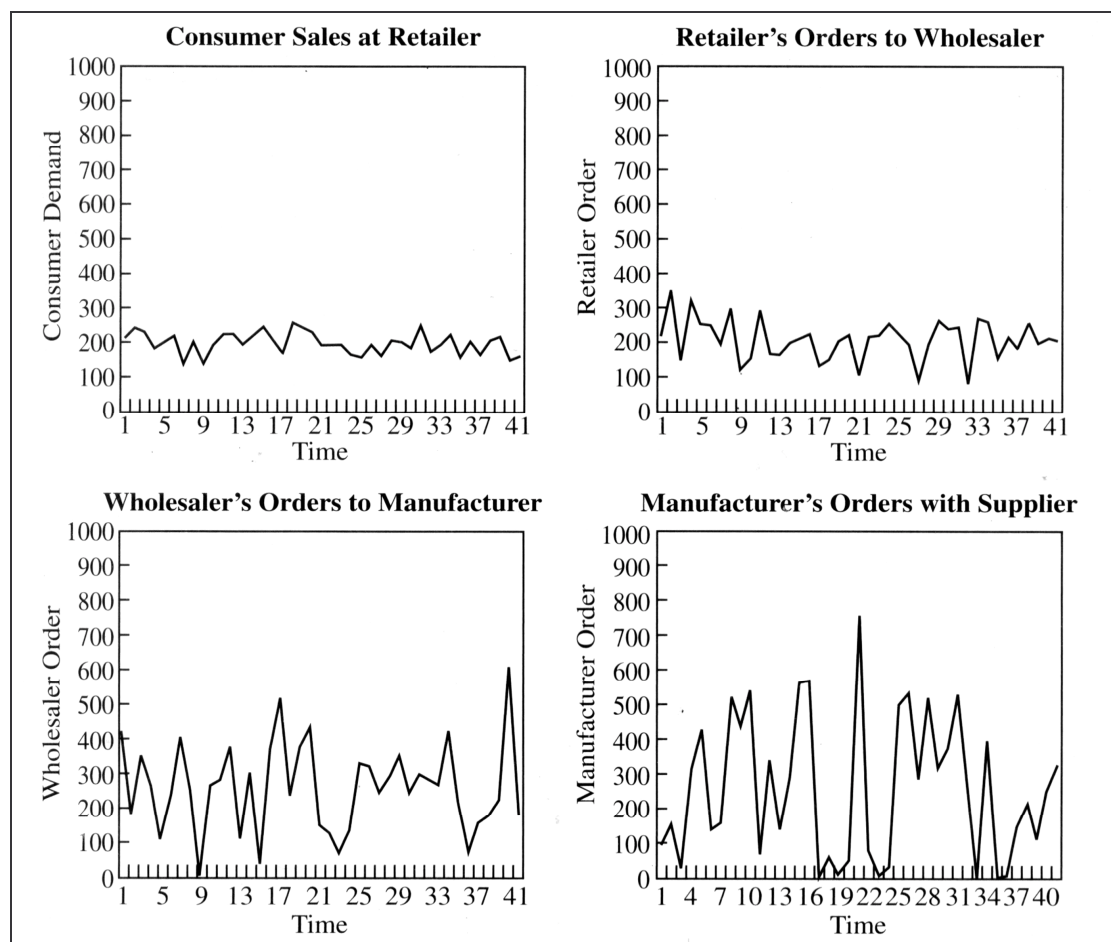 Consumer Sales at Retailer
1000
900
800
700
600
500
400
300
200
100
0
Consumer Demand
1 5 9 13 17 21 25 29 33 37 41
Time
Retailer's Orders to Wholesaler
1000
900
800
700
600
500
400
300
200
100
0
Retailer Order
1 5 9 13 17 21 25 29 33 37 41
Time
Wholesaler's Orders to Manufacturer
1000
900
800
700
600
500
400
300
200
100
0
Wholesaler Order
1 5 9 13 17 21 25 29 33 37 41
Time
Manufacturer's Orders with Supplier
1000
900
800
700
600
500
400
300
200
100
0
Manufacturer Order
1 4 7 10 13 16 19 22 25 28 31 34 37 40
Time